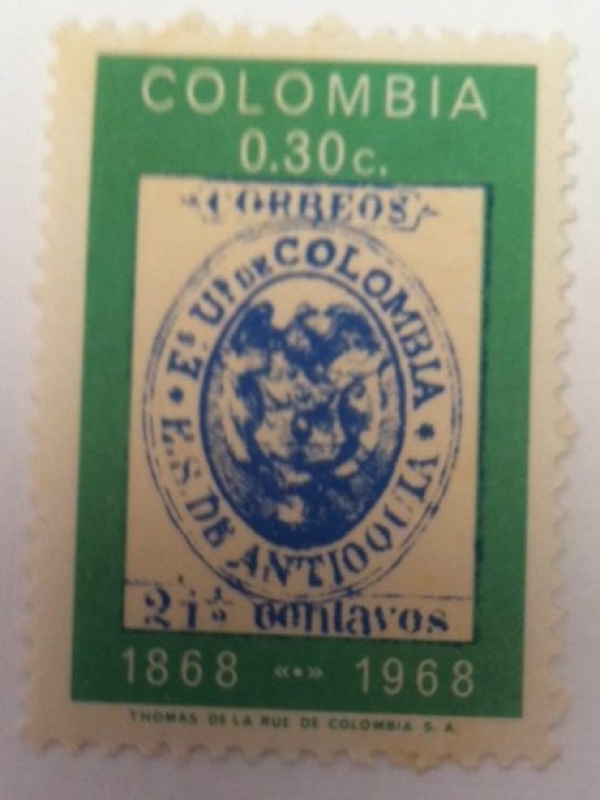 COLOMBIA
0.30c.
CORREOS
Eˢ Uᵖ DE COLOMBIA
* E.S. DE ANTIOQUIA *
2 i ½ centavos
1868 «•» 1968
THOMAS DE LA RUE DE COLOMBIA S. A.